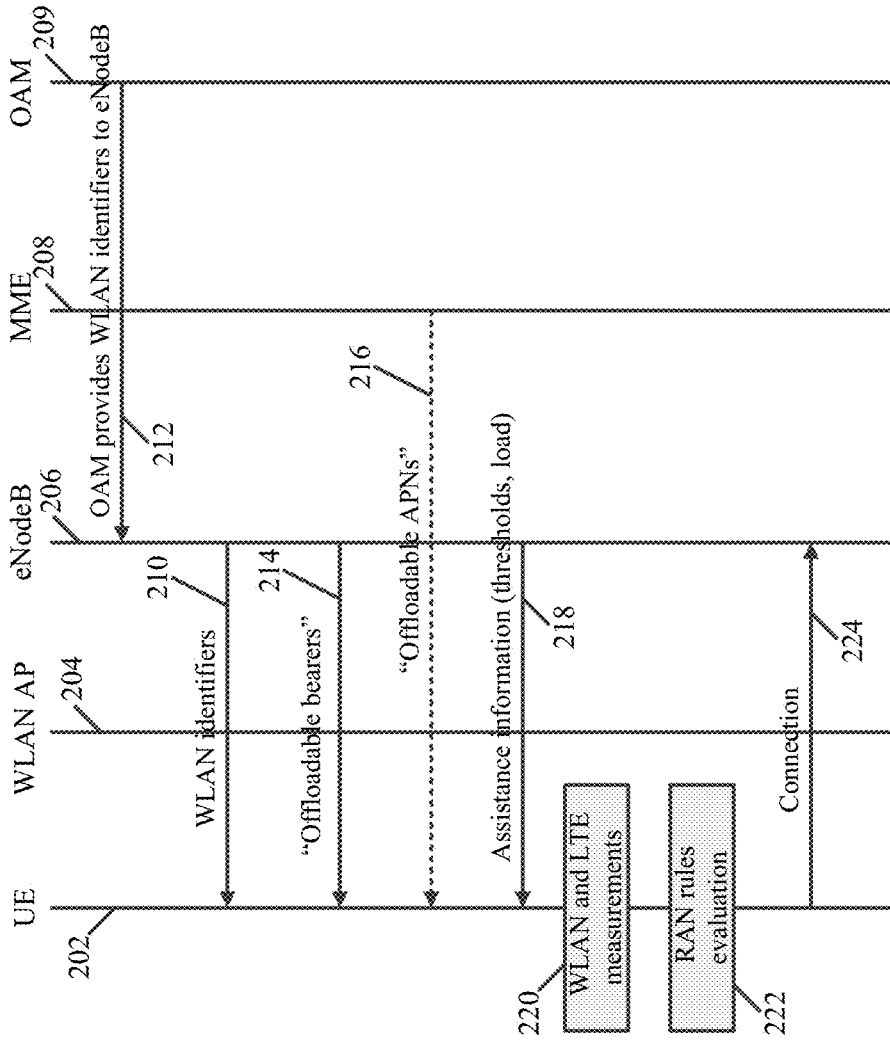 UE
WLAN AP
eNodeB
MME
OAM
202
204
206
208
209
OAM provides WLAN identifiers to eNodeB
212
210
WLAN identifiers
214
“Offloadable bearers”
216
“Offloadable APNs”
Assistance information (thresholds, load)
218
220
WLAN and LTE
measurements
222
RAN rules
evaluation
Connection
224